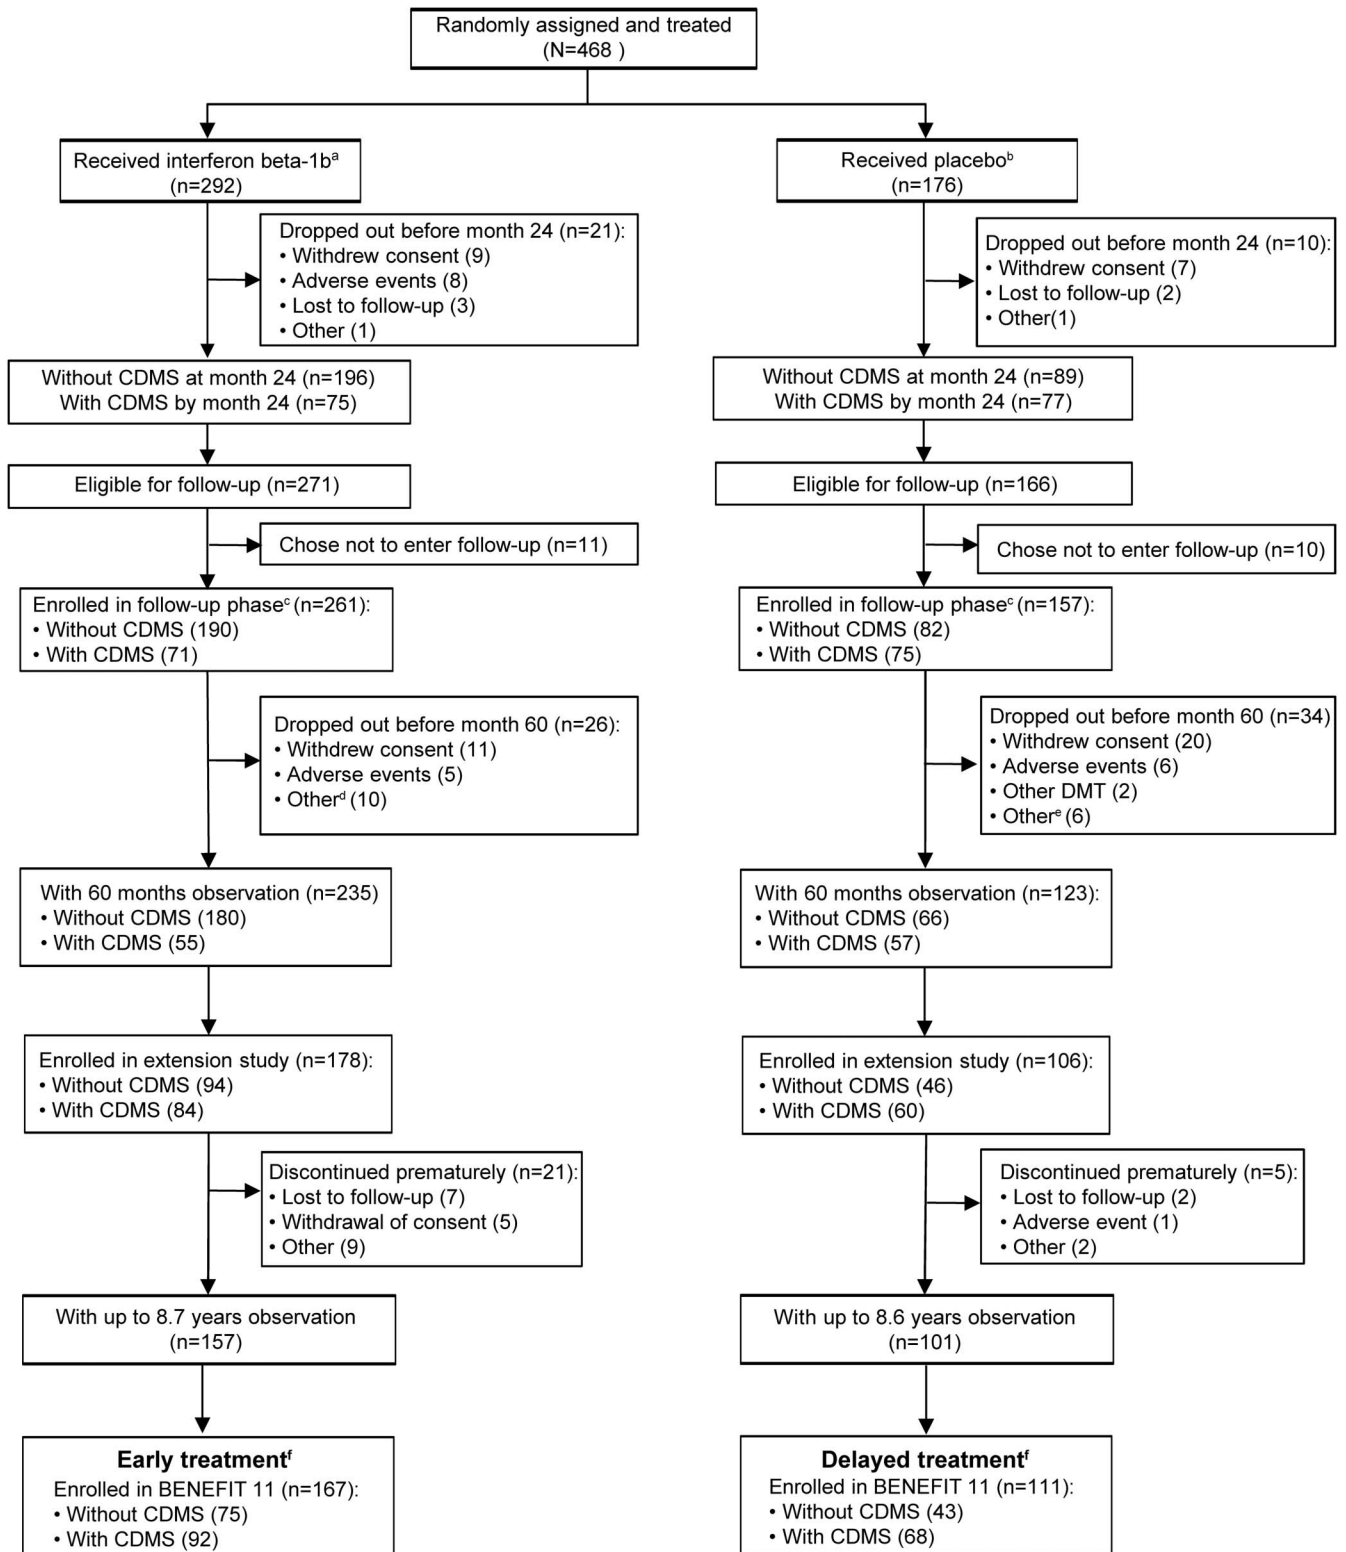 Randomly assigned and treated
(N=468 )
Received interferon beta-1bᵃ
(n=292)
Received placeboᵇ
(n=176)
Dropped out before month 24 (n=21):
• Withdrew consent (9)
• Adverse events (8)
• Lost to follow-up (3)
• Other (1)
Dropped out before month 24 (n=10):
• Withdrew consent (7)
• Lost to follow-up (2)
• Other(1)
Without CDMS at month 24 (n=196)
With CDMS by month 24 (n=75)
Without CDMS at month 24 (n=89)
With CDMS by month 24 (n=77)
Eligible for follow-up (n=271)
Eligible for follow-up (n=166)
Chose not to enter follow-up (n=11)
Chose not to enter follow-up (n=10)
Enrolled in follow-up phaseᶜ (n=261):
• Without CDMS (190)
• With CDMS (71)
Enrolled in follow-up phaseᶜ (n=157):
• Without CDMS (82)
• With CDMS (75)
Dropped out before month 60 (n=26):
• Withdrew consent (11)
• Adverse events (5)
• Otherᵈ (10)
Dropped out before month 60 (n=34)
• Withdrew consent (20)
• Adverse events (6)
• Other DMT (2)
• Otherᵉ (6)
With 60 months observation (n=235)
• Without CDMS (180)
• With CDMS (55)
With 60 months observation (n=123):
• Without CDMS (66)
• With CDMS (57)
Enrolled in extension study (n=178):
• Without CDMS (94)
• With CDMS (84)
Enrolled in extension study (n=106):
• Without CDMS (46)
• With CDMS (60)
Discontinued prematurely (n=21):
• Lost to follow-up (7)
• Withdrawal of consent (5)
• Other (9)
Discontinued prematurely (n=5):
• Lost to follow-up (2)
• Adverse event (1)
• Other (2)
With up to 8.7 years observation
(n=157)
With up to 8.6 years observation
(n=101)
Early treatmentᶠ
Enrolled in BENEFIT 11 (n=167):
• Without CDMS (75)
• With CDMS (92)
Delayed treatmentᶠ
Enrolled in BENEFIT 11 (n=111):
• Without CDMS (43)
• With CDMS (68)